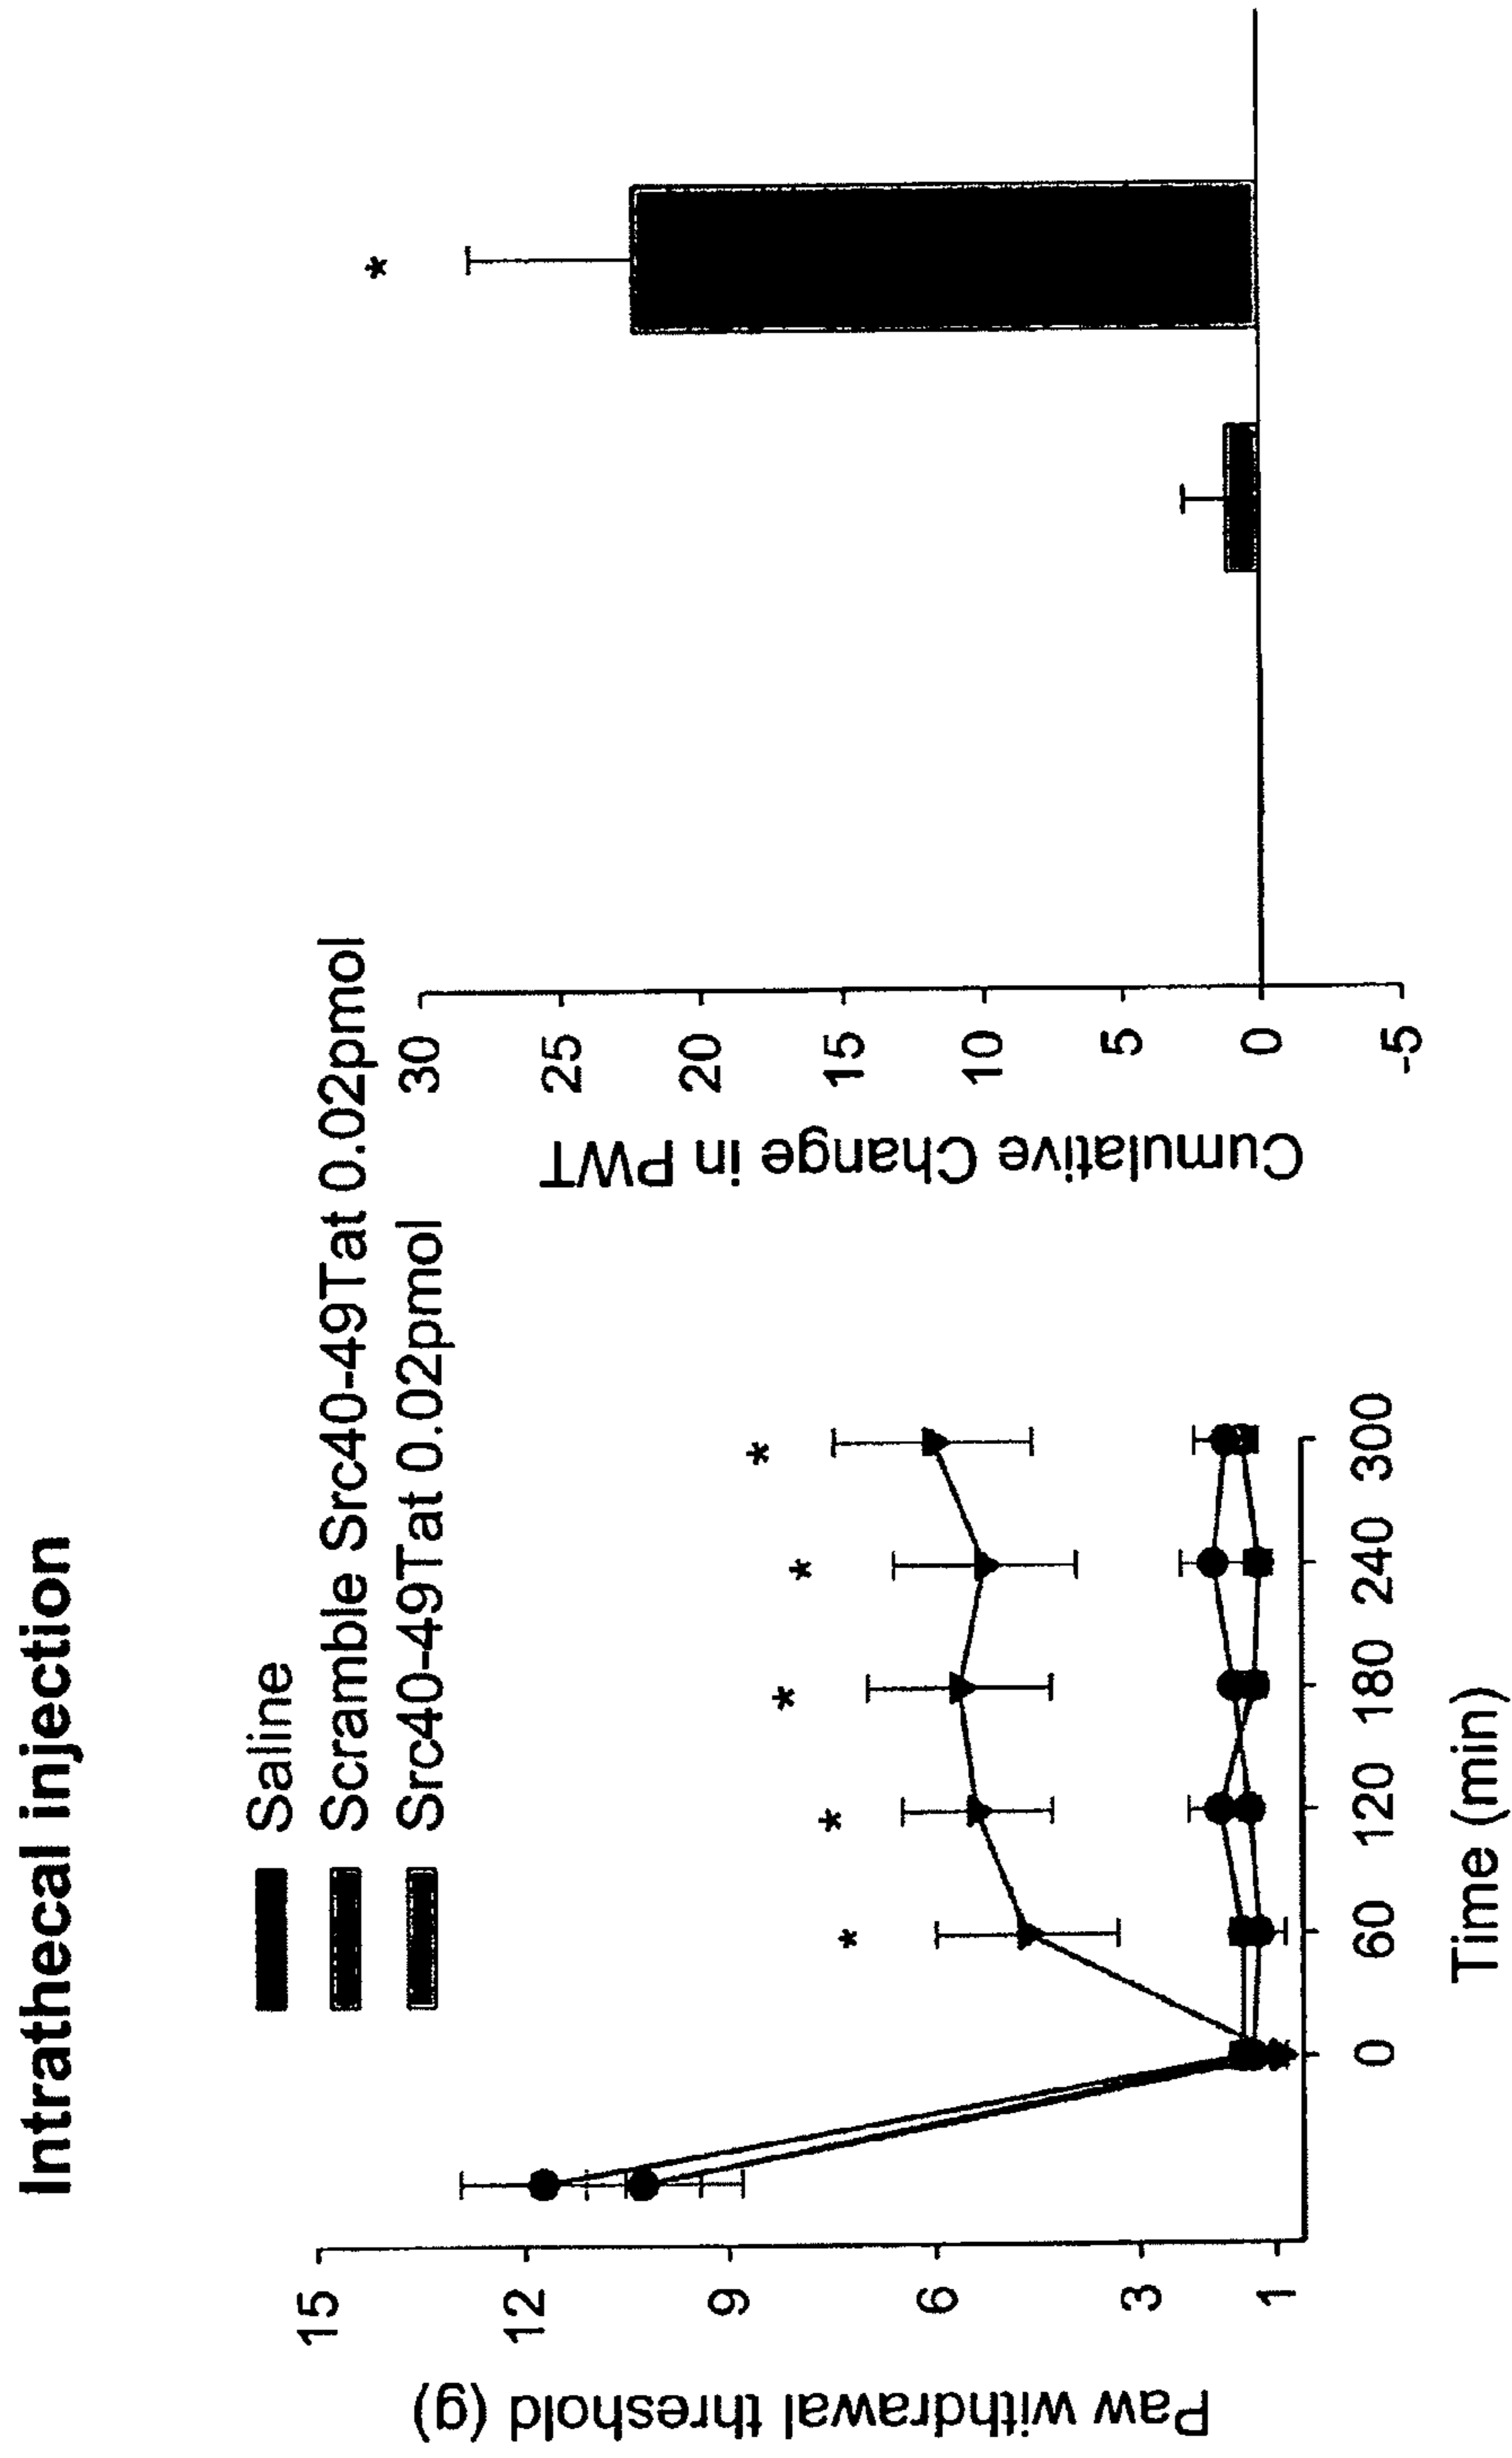 Intrathecal injection
Saline
Scramble Src40-49Tat 0.02pmol
Src40-49Tat 0.02pmol
Paw withdrawal threshold (g)
15
12
9
6
3
1
*
*
*
*
*
0 60 120 180 240 300
Time (min)
Cumulative Change in PWT
30
25
20
15
10
5
0
-5
*